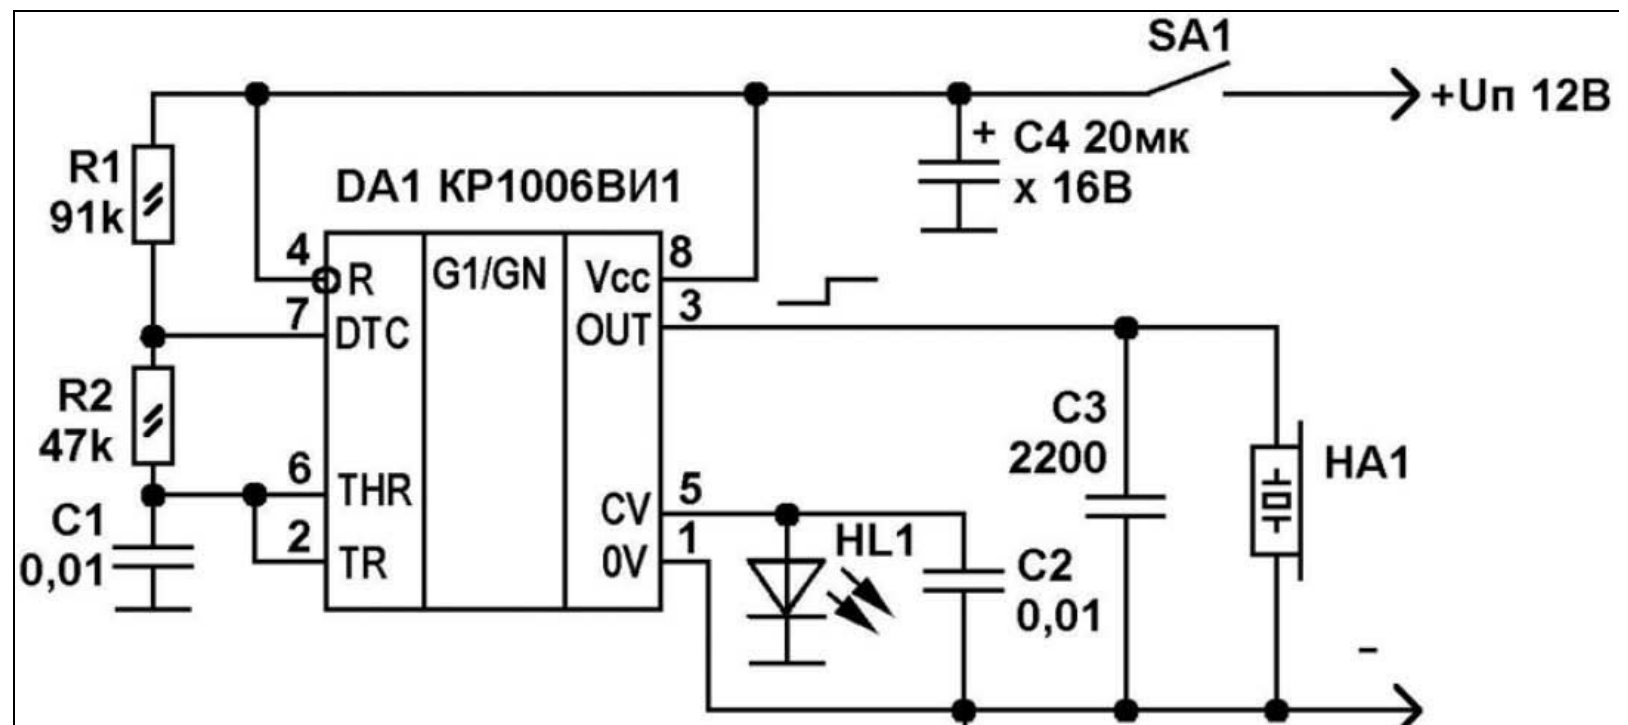 SA1
+Uп 12В
+ C4 20мк
х 16В
R1
91k
DA1 КР1006ВИ1
4
R
G1/GN
Vcc
8
7
DTC
OUT
3
R2
47k
6
THR
CV
5
2
TR
0V
1
C1
0,01
HL1
C2
0,01
C3
2200
HA1
-